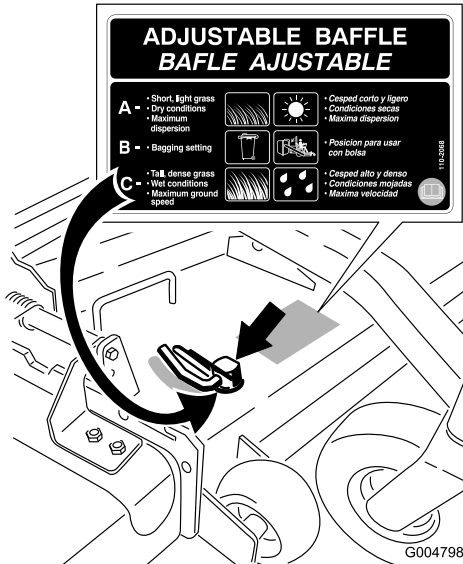 ADJUSTABLE BAFFLE
BAFLE AJUSTABLE
A - • Short, light grass
• Dry conditions
• Maximum
dispersion
• Cesped corto y ligero
• Condiciones secas
• Maxima dispersion
B - • Bagging setting
• Posicion para usar
con bolsa
C - • Tall, dense grass
• Wet conditions
• Maximum ground
speed
• Cesped alto y denso
• Condiciones mojadas
• Maxima velocidad
110-2068
G004798